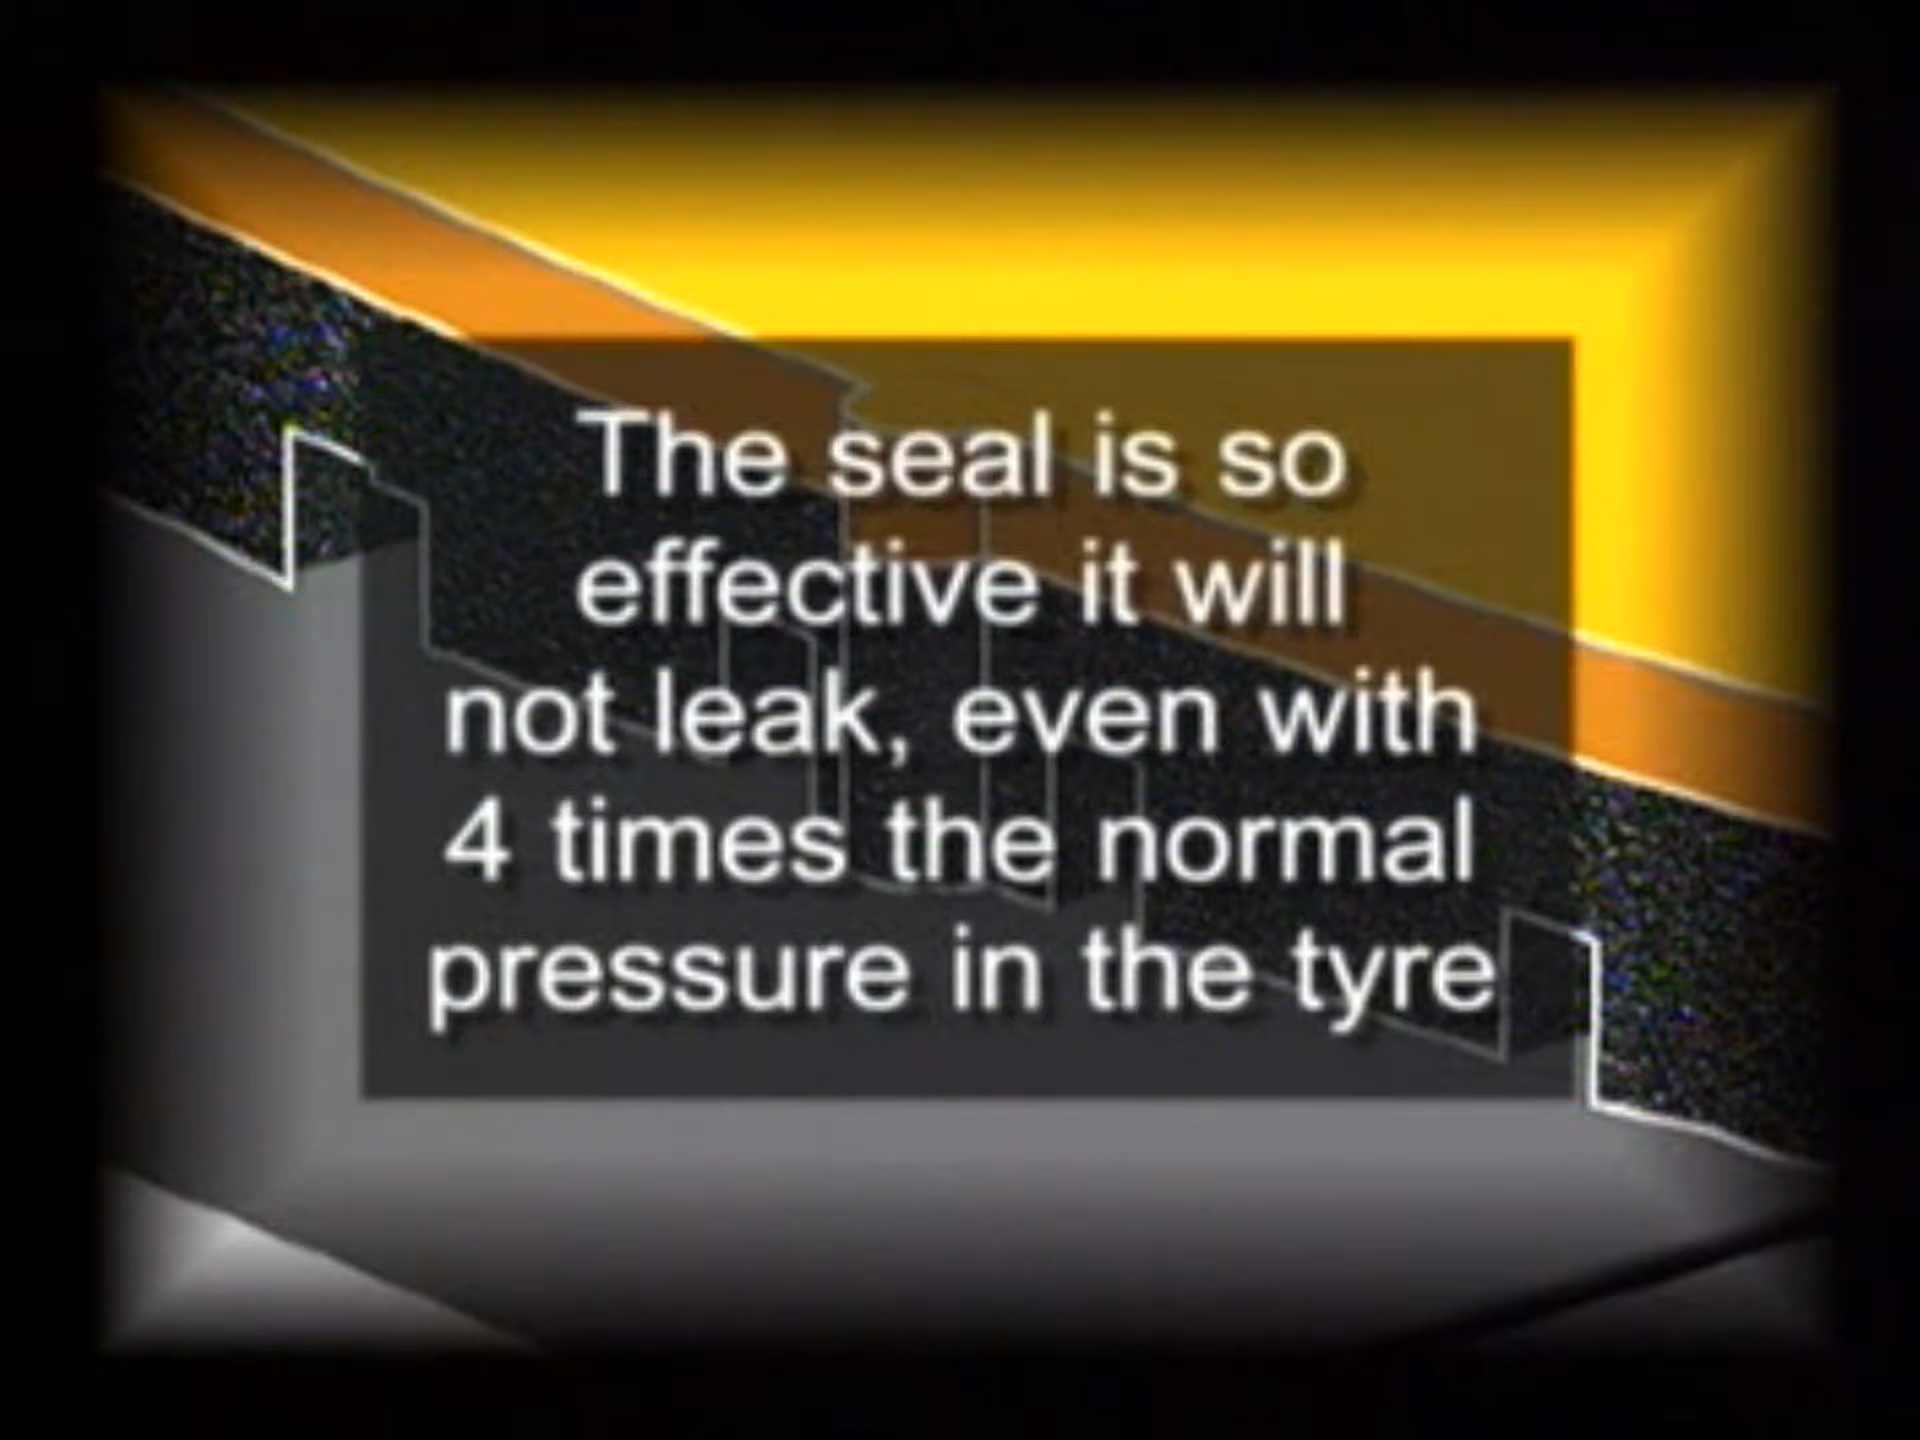 The seal is so
effective it will
not leak, even with
4 times the normal
pressure in the tyre